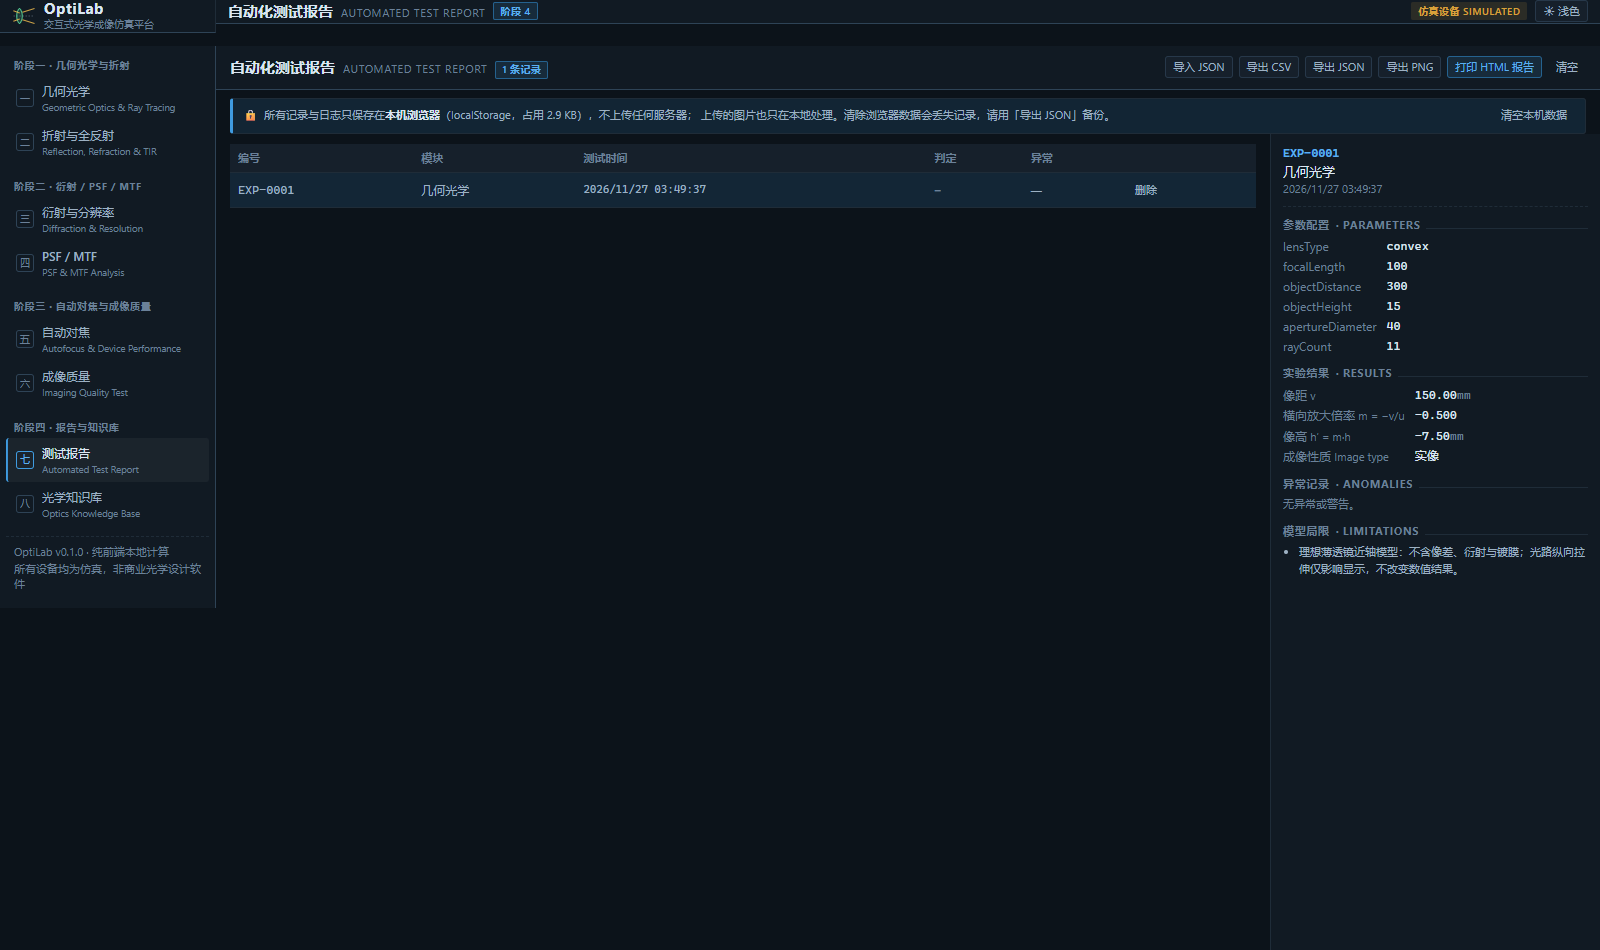 OptiLab
交互式光学成像仿真平台
自动化测试报告 AUTOMATED TEST REPORT 阶段 4
仿真设备 SIMULATED
☀ 浅色
阶段一 · 几何光学与折射
一
几何光学
Geometric Optics & Ray Tracing
二
折射与全反射
Reflection, Refraction & TIR
阶段二 · 衍射 / PSF / MTF
三
衍射与分辨率
Diffraction & Resolution
四
PSF / MTF
PSF & MTF Analysis
阶段三 · 自动对焦与成像质量
五
自动对焦
Autofocus & Device Performance
六
成像质量
Imaging Quality Test
阶段四 · 报告与知识库
七
测试报告
Automated Test Report
八
光学知识库
Optics Knowledge Base
OptiLab v0.1.0 · 纯前端本地计算
所有设备均为仿真，非商业光学设计软
件
自动化测试报告 AUTOMATED TEST REPORT 1 条记录
导入 JSON 导出 CSV 导出 JSON 导出 PNG 打印 HTML 报告 清空
🔒 所有记录与日志只保存在本机浏览器（localStorage，占用 2.9 KB），不上传任何服务器； 上传的图片也只在本地处理。清除浏览器数据会丢失记录，请用「导出 JSON」备份。 清空本机数据
编号 模块 测试时间 判定 异常
EXP-0001 几何光学 2026/11/27 03:49:37 – — 删除
EXP-0001
几何光学
2026/11/27 03:49:37
参数配置 · PARAMETERS
lensType convex
focalLength 100
objectDistance 300
objectHeight 15
apertureDiameter 40
rayCount 11
实验结果 · RESULTS
像距 v 150.00mm
横向放大倍率 m = −v/u −0.500
像高 h' = m·h −7.50mm
成像性质 Image type 实像
异常记录 · ANOMALIES
无异常或警告。
模型局限 · LIMITATIONS
• 理想薄透镜近轴模型：不含像差、衍射与镀膜；光路纵向拉
伸仅影响显示，不改变数值结果。